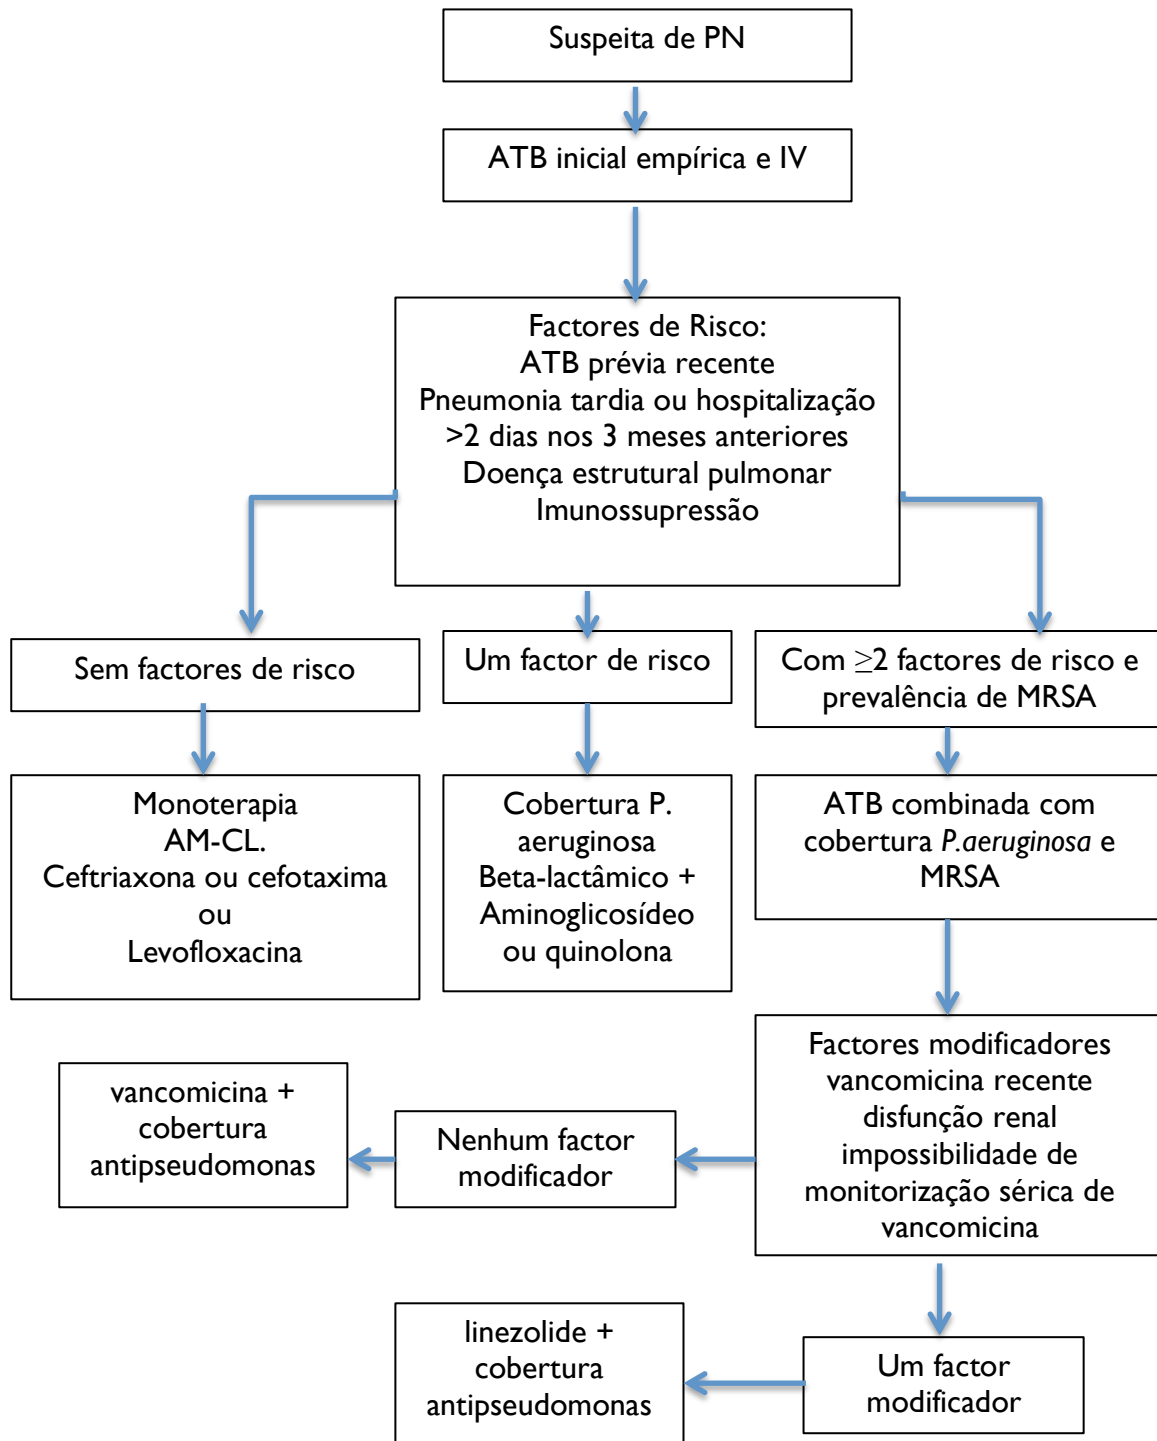 Suspeita de PN
ATB inicial empírica e IV
Factores de Risco:
ATB prévia recente
Pneumonia tardia ou hospitalização
>2 dias nos 3 meses anteriores
Doença estrutural pulmonar
Imunossupressão
Sem factores de risco
Um factor de risco
Com ≥2 factores de risco e
prevalência de MRSA
Monoterapia
AM-CL.
Ceftriaxona ou cefotaxima
ou
Levofloxacina
Cobertura P.
aeruginosa
Beta-lactâmico +
Aminoglicosídeo
ou quinolona
ATB combinada com
cobertura P.aeruginosa e
MRSA
Factores modificadores
vancomicina recente
disfunção renal
impossibilidade de
monitorização sérica de
vancomicina
Nenhum factor
modificador
vancomicina +
cobertura
antipseudomonas
Um factor
modificador
linezolide +
cobertura
antipseudomonas